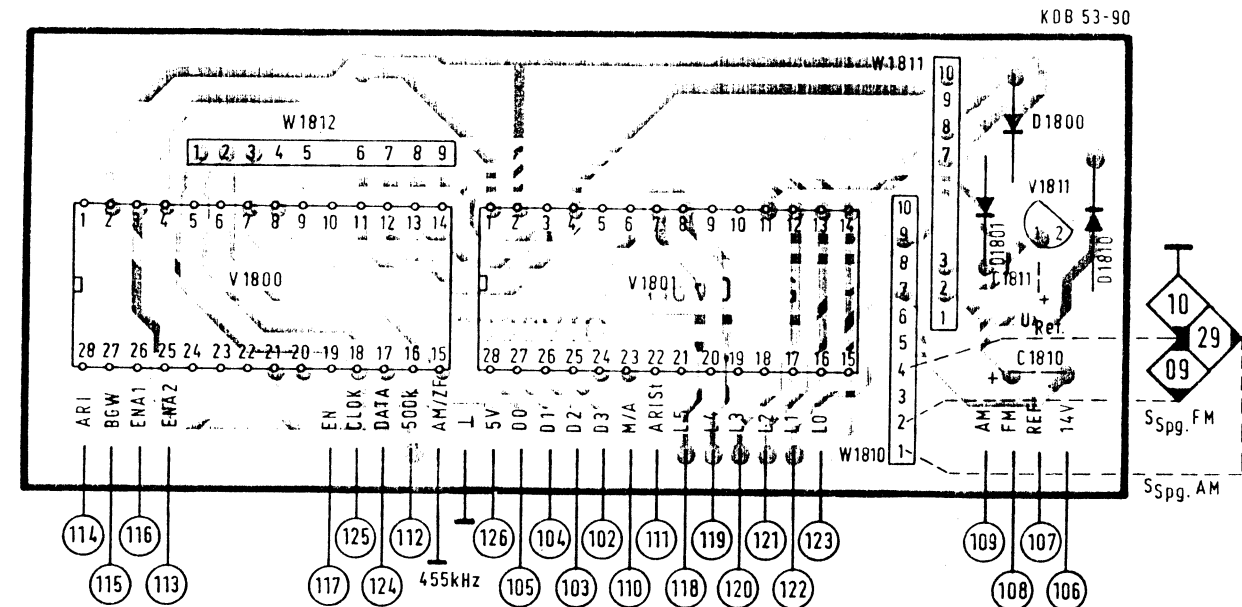 KDB 53-90
W1811
10
9
8
7
3
2
1
D1800
W1812
1 2 3 4 5 6 7 8 9
V1811
1 2
D1801
D1810
C1811
+
U Ref.
C1810
+
1 2 4 5 6 7 8 9 10 11 12 13 14
V1800
28 27 26 25 24 23 22 21 20 19 18 17 16 15
1 2 3 4 5 6 7 8 9 10 11 12 13 14
V1801
28 27 26 25 24 23 22 21 20 19 18 17 16 15
10
9
8
7
6
5
4
3
2
1
W1810
10
29
09
SSpg. FM
SSpg. AM
ARI BGW ENA1 ENA2 EN CLOK DATA 500k AM/ZF ⊥ 5V D0 D1 D2 D3 M/A ARISt L5 L4 L3 L2 L1 L0 AM FM REF 14V
114 116 125 112 126 104 102 111 119 121 123 109 107
455kHz
115 113 117 124 105 103 110 118 120 122 108 106